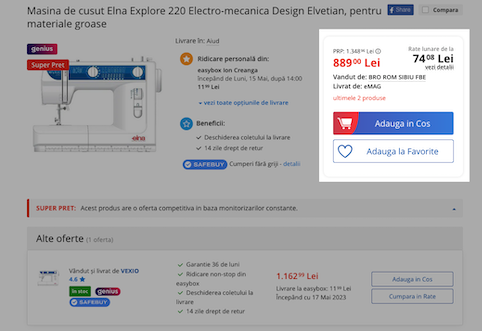 Masina de cusut Elna Explore 220 Electro-mecanica Design Elvetian, pentru
materiale groase
Share
Compara
genius
Super Pret
elna
Livrare în: Aiud
Ridicare personală din:
easybox Ion Creanga
Începând de Luni, 15 Mai, după 14:00
11⁹⁹ Lei
vezi toate opțiunile de livrare
Beneficii:
Deschiderea coletului la livrare
14 zile drept de retur
SAFEBUY Cumperi fără griji - detalii
PRP: 1.348⁹⁹ Lei
889⁰⁰ Lei
Rate lunare de la
74⁰⁸ Lei
vezi detalii
Vandut de: BRO ROM SIBIU FBE
Livrat de: eMAG
ultimele 2 produse
Adauga in Cos
Adauga la Favorite
SUPER PRET: Acest produs are o oferta competitiva in baza monitorizarilor constante.
Alte oferte (1 oferta)
Vândut și livrat de VEXIO
4.6
în stoc genius
SAFEBUY
Garantie 36 de luni
Ridicare non-stop din
easybox
Deschiderea coletului la
livrare
14 zile drept de retur
1.162⁹⁹ Lei
Livrare la easybox: 11⁹⁹ Lei
Începând cu 17 Mai 2023
Adauga in Cos
Cumpara in Rate